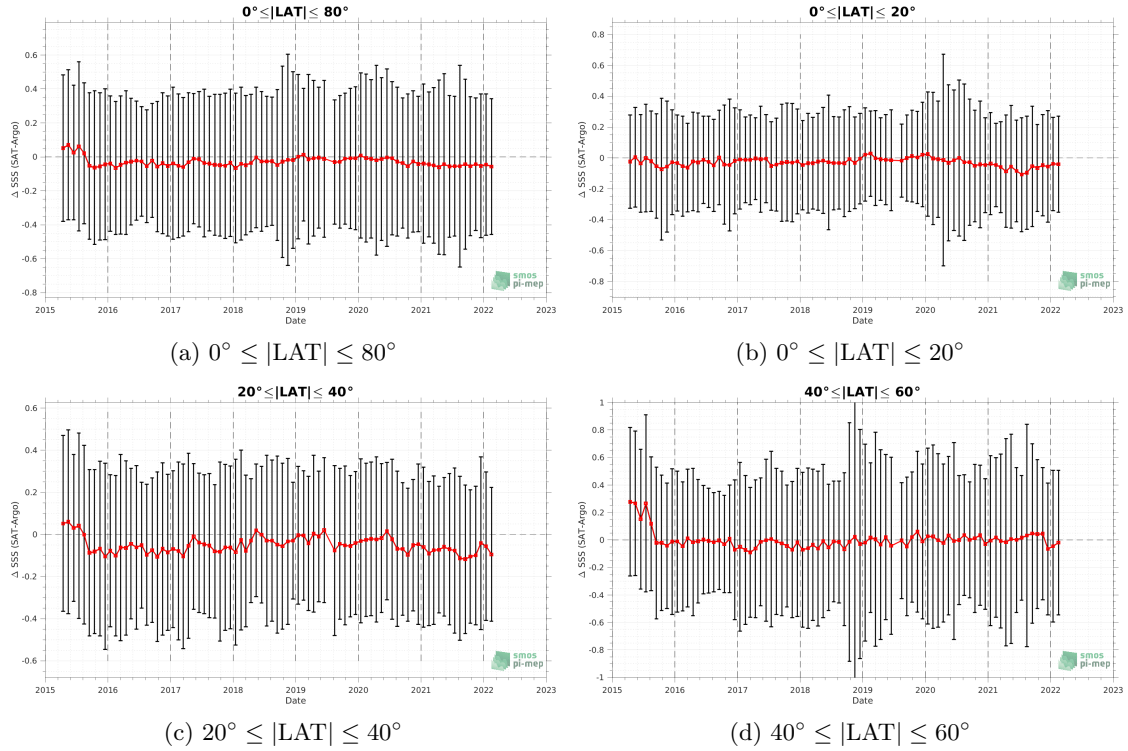 0°≤|LAT|≤ 80°
Δ SSS (SAT-Argo)
0.6
0.4
0.2
0
-0.2
-0.4
-0.6
-0.8
2015 2016 2017 2018 2019 2020 2021 2022 2023
Date
smos
pi-mep
(a) 0° ≤ |LAT| ≤ 80°
0°≤|LAT|≤ 20°
Δ SSS (SAT-Argo)
0.8
0.6
0.4
0.2
0
-0.2
-0.4
-0.6
-0.8
2015 2016 2017 2018 2019 2020 2021 2022 2023
Date
smos
pi-mep
(b) 0° ≤ |LAT| ≤ 20°
20°≤|LAT|≤ 40°
Δ SSS (SAT-Argo)
0.6
0.4
0.2
0
-0.2
-0.4
-0.6
2015 2016 2017 2018 2019 2020 2021 2022 2023
Date
smos
pi-mep
(c) 20° ≤ |LAT| ≤ 40°
40°≤|LAT|≤ 60°
Δ SSS (SAT-Argo)
1
0.8
0.6
0.4
0.2
0
-0.2
-0.4
-0.6
-0.8
-1
2015 2016 2017 2018 2019 2020 2021 2022 2023
Date
smos
pi-mep
(d) 40° ≤ |LAT| ≤ 60°